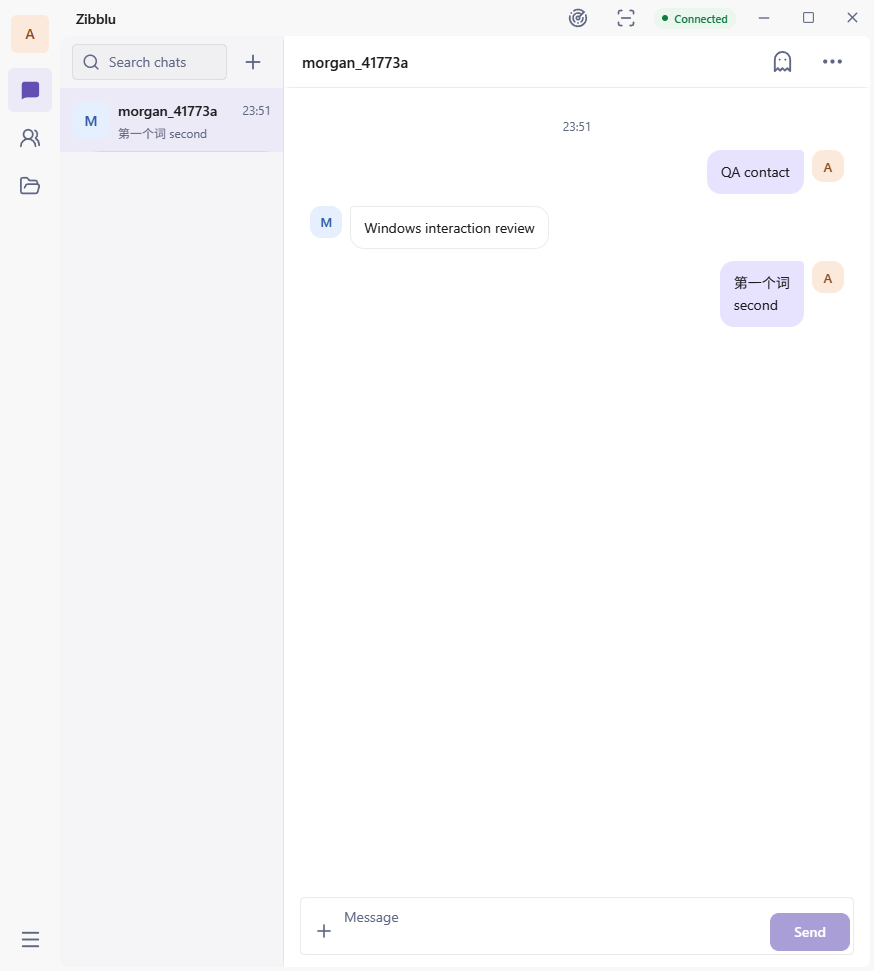 A
Zibblu
Connected
Search chats
M
morgan_41773a
23:51
第一个词 second
morgan_41773a
23:51
QA contact
A
M
Windows interaction review
第一个词
second
A
Message
Send